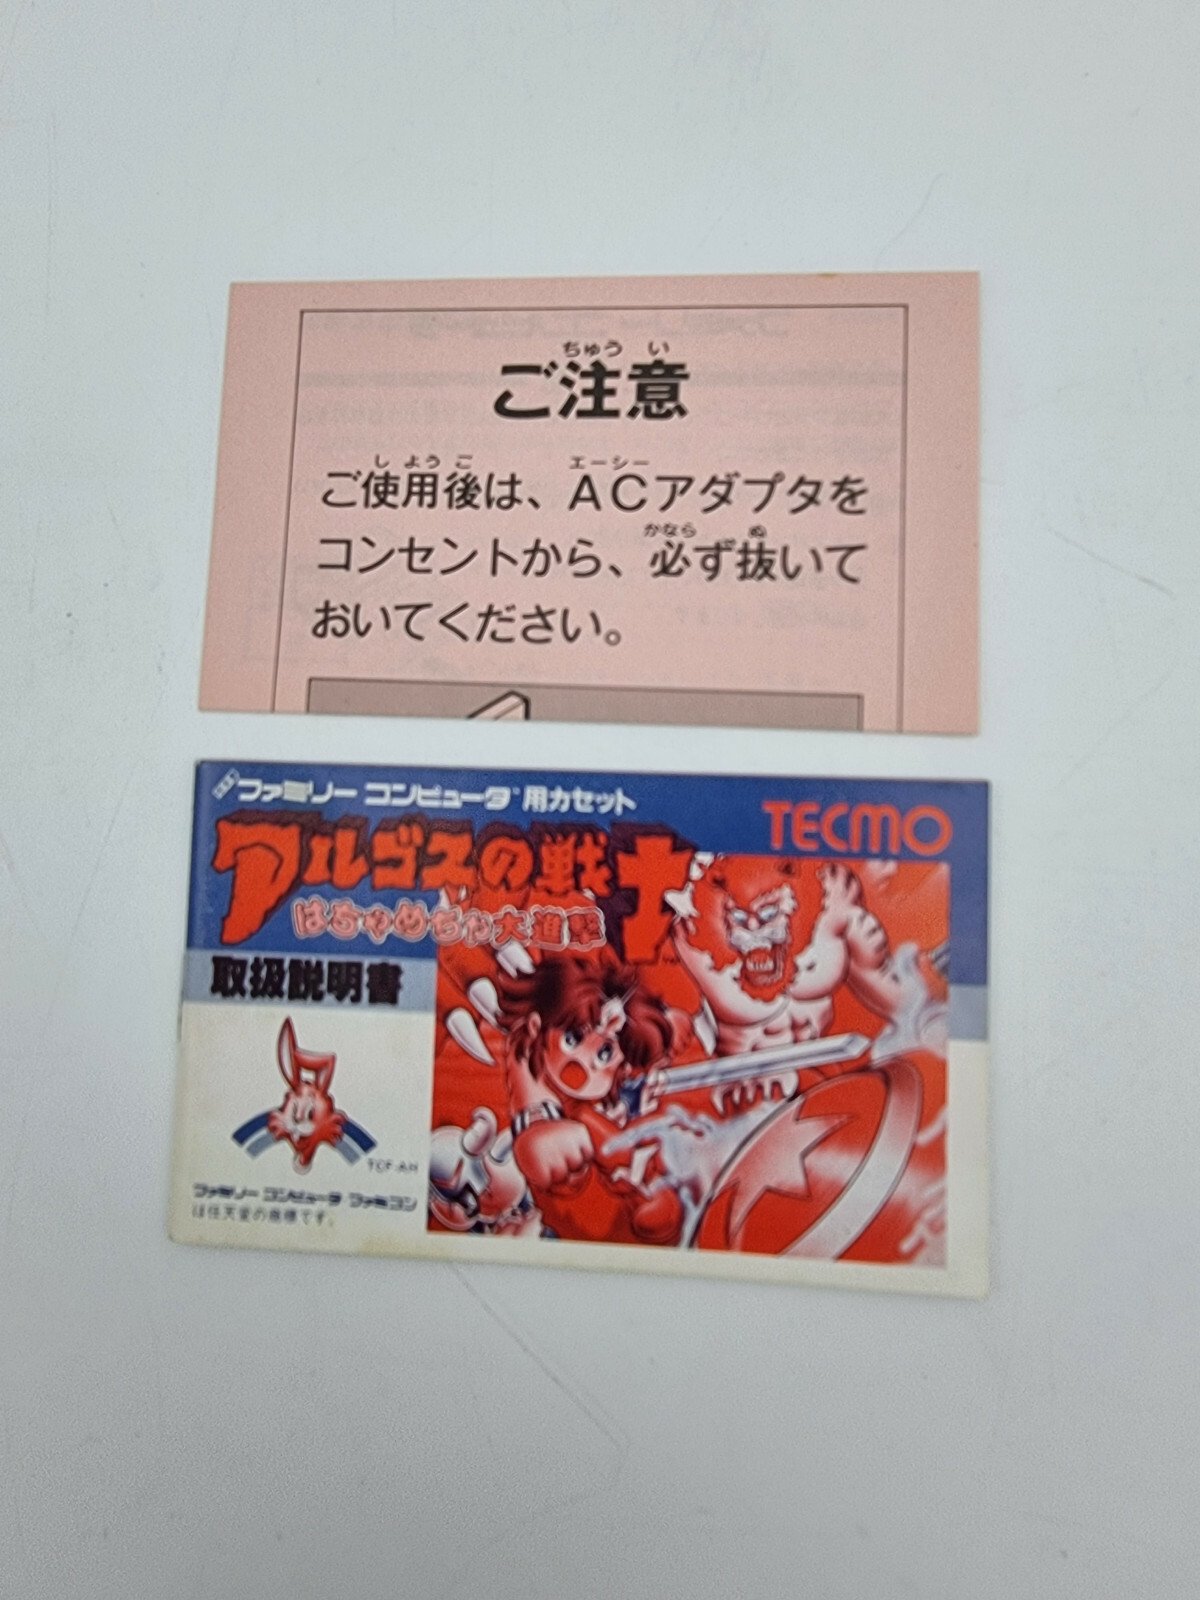 ちゅうい
ご注意
しようご エーシー
ご使用後は、ACアダプタを
かなら ぬ
コンセントから、必ず抜いて
おいてください。
ファミリー コンピュータ用カセット
TECMO
アルゴスの戦士
はちゃめちゃ大進撃
取扱説明書
TCF-AH
ファミリー コンピュータ ファミコン
は任天堂の商標です。